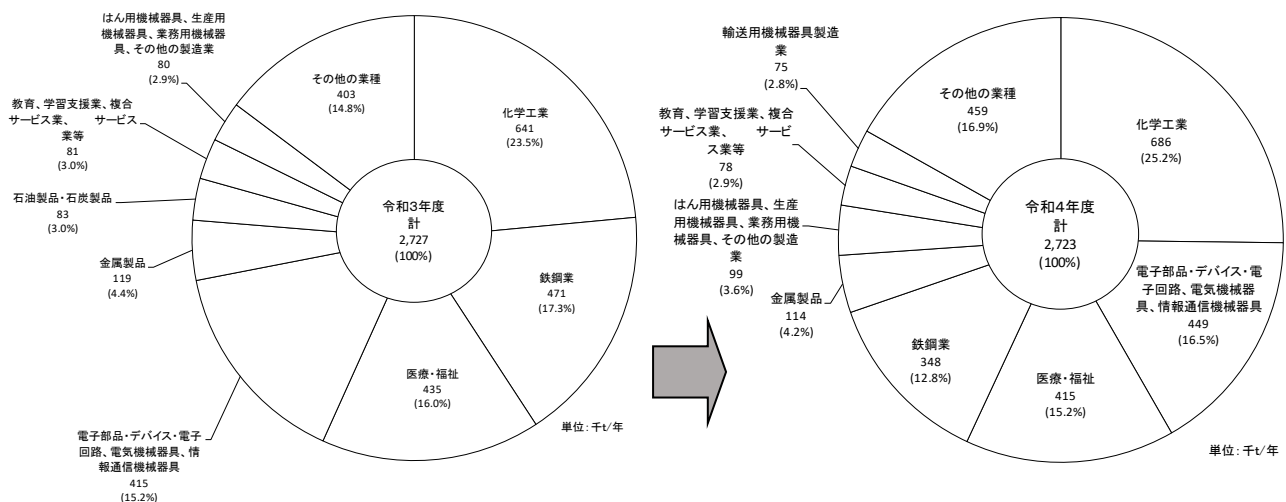 はん用機械器具、生産用
機械器具、業務用機械器
具、その他の製造業
80
(2.9%)
その他の業種
403
(14.8%)
化学工業
641
(23.5%)
教育、学習支援業、複合
サービス業、 サービス
業等
81
(3.0%)
石油製品・石炭製品
83
(3.0%)
令和3年度
計
2,727
(100%)
金属製品
119
(4.4%)
鉄鋼業
471
(17.3%)
医療・福祉
435
(16.0%)
電子部品・デバイス・電子
回路、電気機械器具、情
報通信機械器具
415
(15.2%)
単位：千t/年
輸送用機械器具製造
業
75
(2.8%)
その他の業種
459
(16.9%)
化学工業
686
(25.2%)
教育、学習支援業、複合
サービス業、 サービ
ス業等
78
(2.9%)
はん用機械器具、生産
用機械器具、業務用機
械器具、その他の製造
業
99
(3.6%)
令和4年度
計
2,723
(100%)
金属製品
114
(4.2%)
電子部品・デバイス・電
子回路、電気機械器
具、情報通信機械器具
449
(16.5%)
鉄鋼業
348
(12.8%)
医療・福祉
415
(15.2%)
単位：千t/年